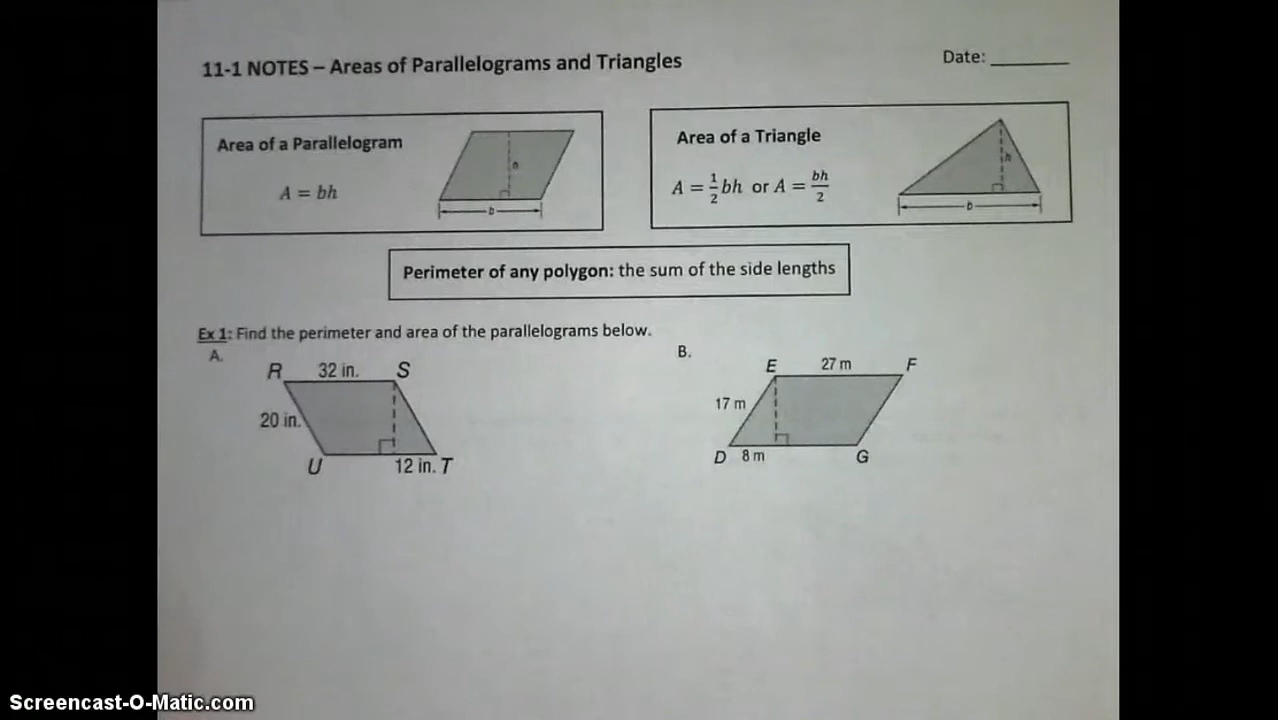 11-1 NOTES – Areas of Parallelograms and Triangles
Date: ________
Area of a Parallelogram
A = bh
h
b
Area of a Triangle
A = 1/2 bh or A = bh/2
h
b
Perimeter of any polygon: the sum of the side lengths
Ex 1: Find the perimeter and area of the parallelograms below.
A.
R 32 in. S
20 in.
U 12 in. T
B.
E 27 m F
17 m
D 8 m G
Screencast-O-Matic.com